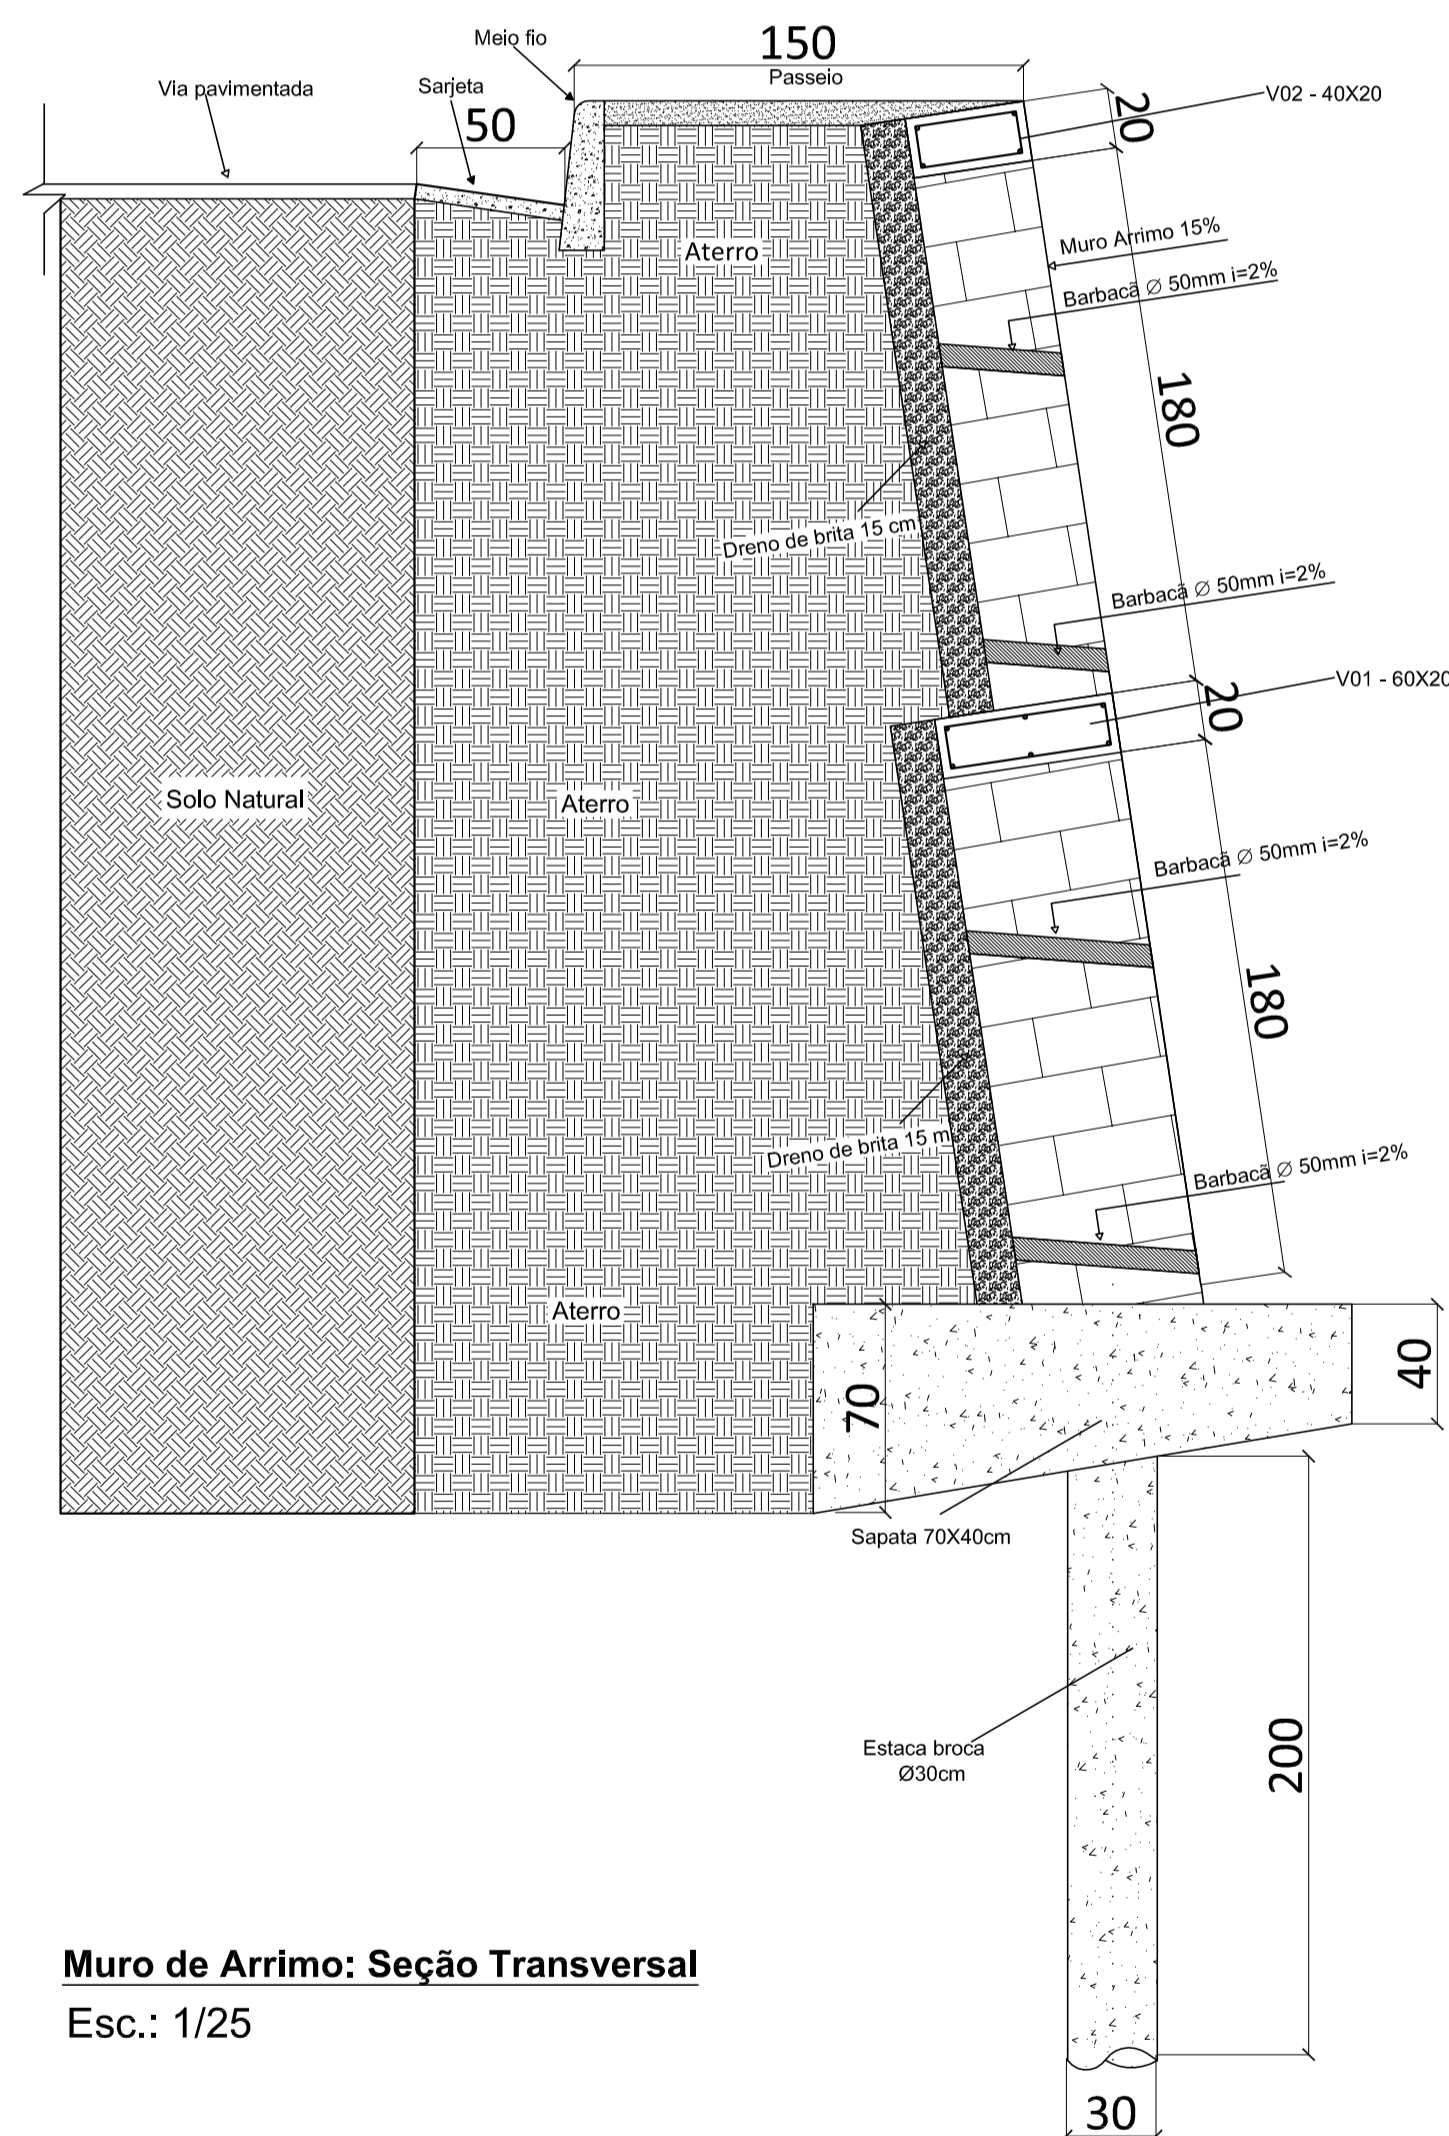 Meio fio
150
Passeio
Via pavimentada
Sarjeta
50
20
V02 - 40X20
Aterro
Muro Arrimo 15%
Barbacã Ø 50mm i=2%
180
Dreno de brita 15 cm
Barbacã Ø 50mm i=2%
V01 - 60X20
20
Solo Natural
Aterro
Barbacã Ø 50mm i=2%
180
Dreno de brita 15 m
Barbacã Ø 50mm i=2%
Aterro
70
40
Sapata 70X40cm
Estaca broca
Ø30cm
200
Muro de Arrimo: Seção Transversal
Esc.: 1/25
30